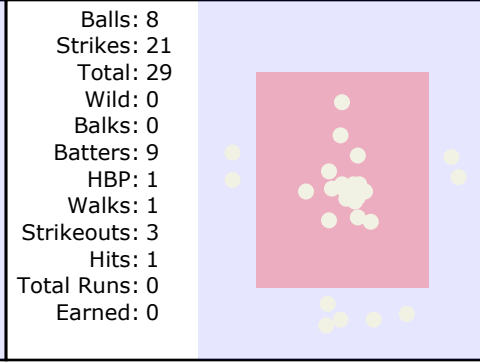 Balls: 8
Strikes: 21
Total: 29
Wild: 0
Balks: 0
Batters: 9
HBP: 1
Walks: 1
Strikeouts: 3
Hits: 1
Total Runs: 0
Earned: 0